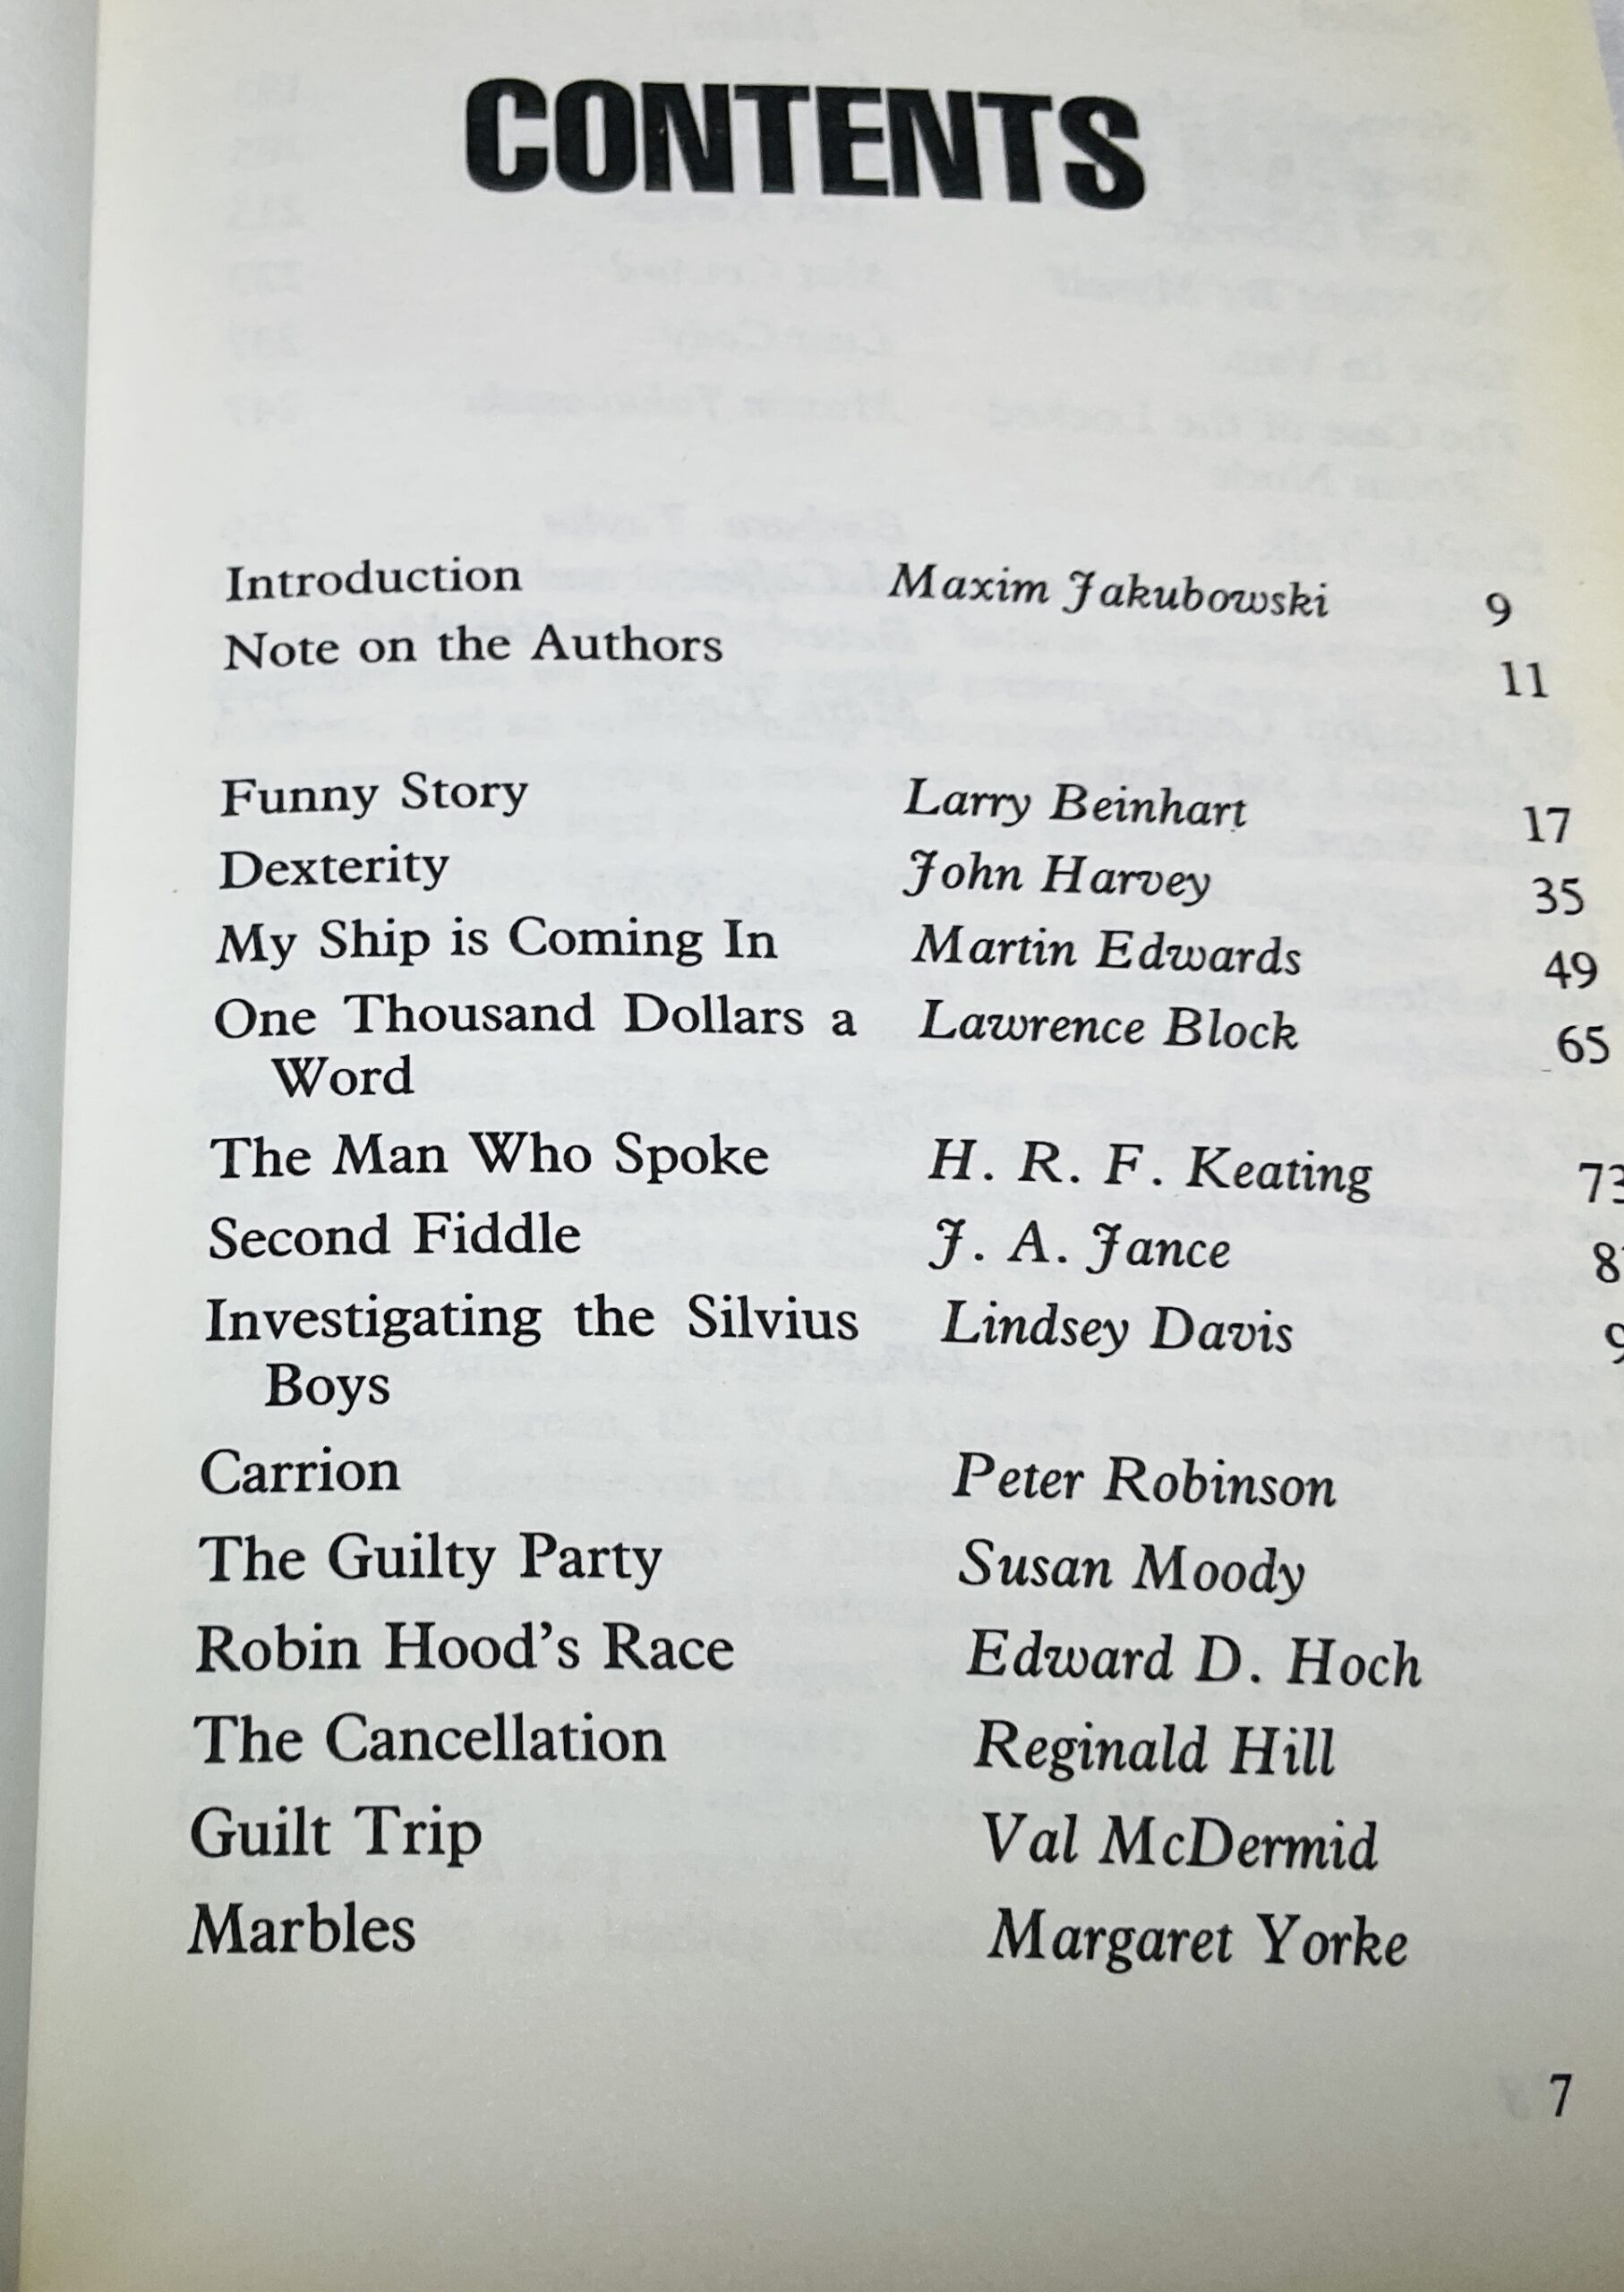 CONTENTS
Introduction Maxim Jakubowski 9
Note on the Authors 11
Funny Story Larry Beinhart 17
Dexterity John Harvey 35
My Ship is Coming In Martin Edwards 49
One Thousand Dollars a Lawrence Block 65
Word
The Man Who Spoke H. R. F. Keating 73
Second Fiddle J. A. Jance
Investigating the Silvius Lindsey Davis
Boys
Carrion Peter Robinson
The Guilty Party Susan Moody
Robin Hood's Race Edward D. Hoch
The Cancellation Reginald Hill
Guilt Trip Val McDermid
Marbles Margaret Yorke
7